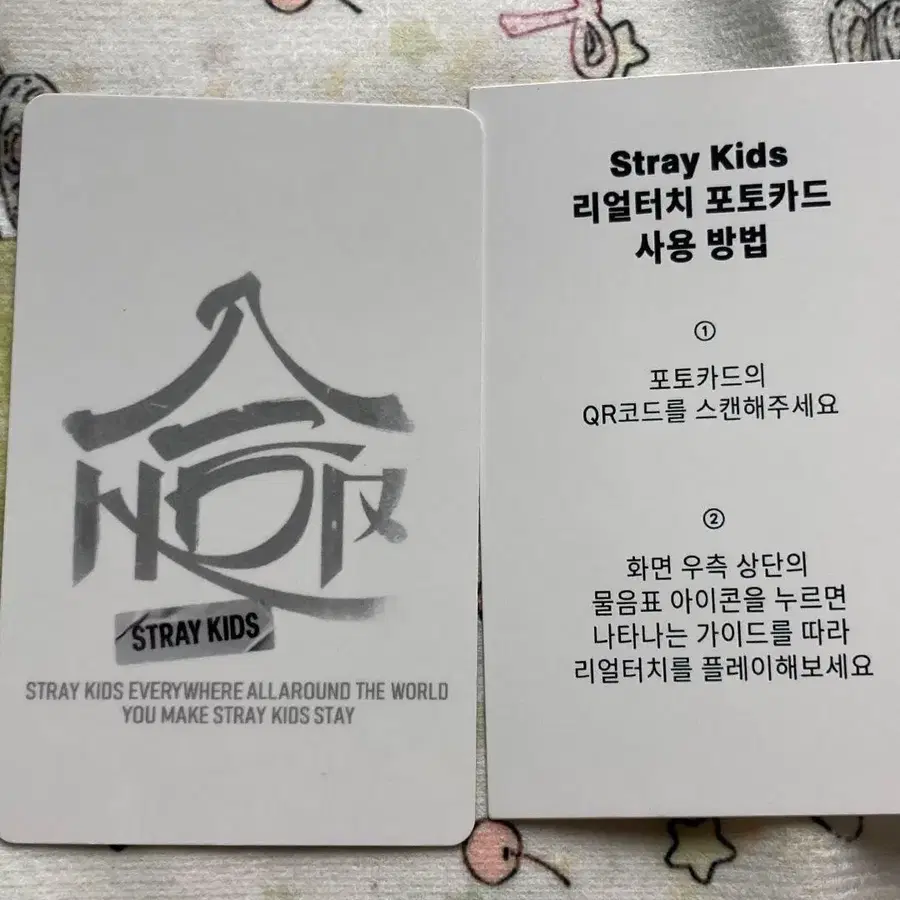 STRAY KIDS
STRAY KIDS EVERYWHERE ALLAROUND THE WORLD
YOU MAKE STRAY KIDS STAY
Stray Kids
리얼터치 포토카드
사용 방법
①
포토카드의
QR코드를 스캔해주세요
②
화면 우측 상단의
물음표 아이콘을 누르면
나타나는 가이드를 따라
리얼터치를 플레이해보세요